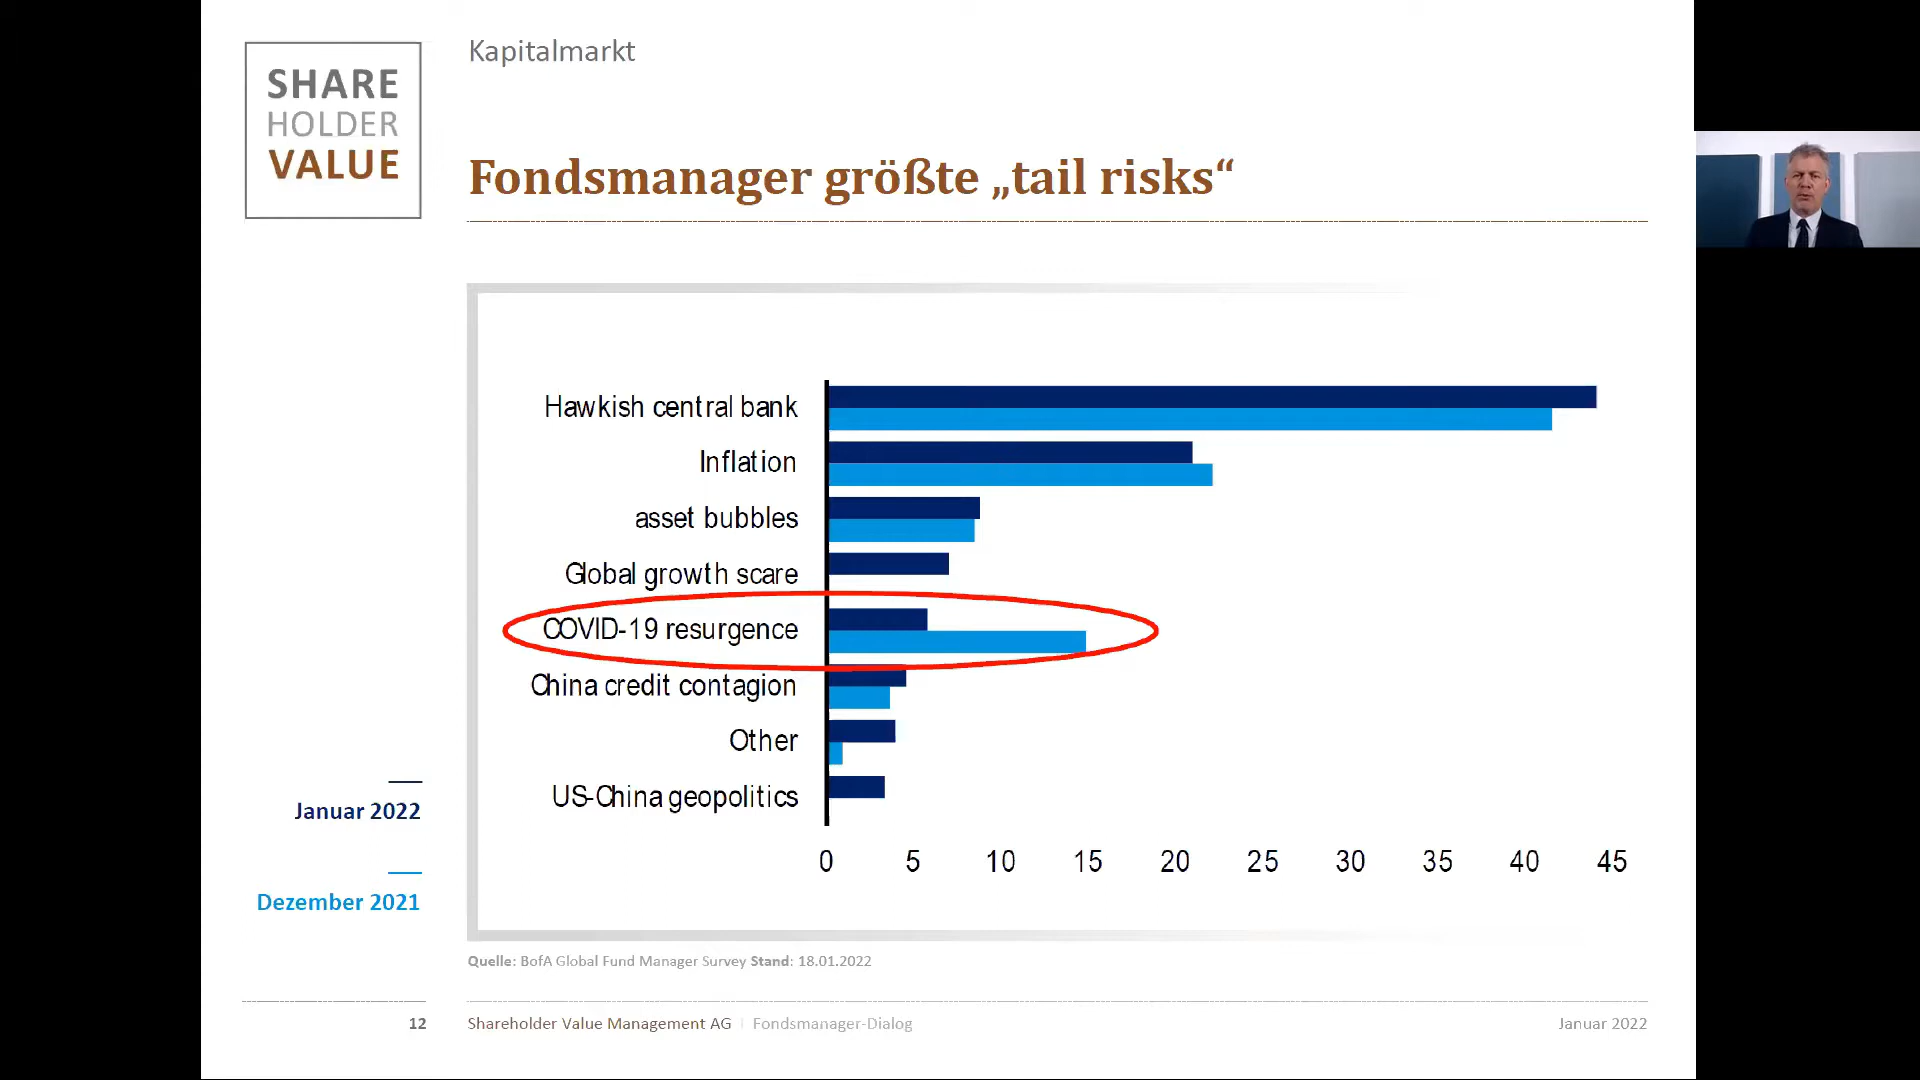 SHARE
HOLDER
VALUE
Kapitalmarkt
Fondsmanager größte „tail risks“
Hawkish central bank
Inflation
asset bubbles
Global growth scare
COVID-19 resurgence
China credit contagion
Other
US-China geopolitics
0 5 10 15 20 25 30 35 40 45
Januar 2022
Dezember 2021
Quelle: BofA Global Fund Manager Survey Stand: 18.01.2022
12 Shareholder Value Management AG | Fondsmanager-Dialog Januar 2022